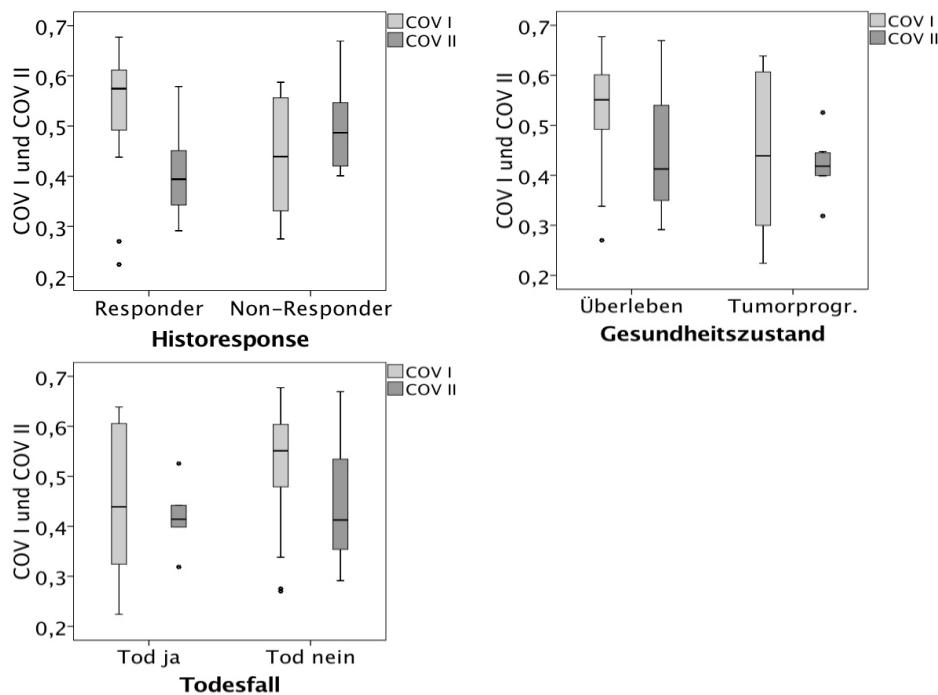 COV I
COV II
COV I und COV II
0,7
0,6
0,5
0,4
0,3
0,2
Responder Non-Responder
Historesponse
COV I
COV II
COV I und COV II
0,7
0,6
0,5
0,4
0,3
0,2
Überleben Tumorprogr.
Gesundheitszustand
COV I
COV II
COV I und COV II
0,7
0,6
0,5
0,4
0,3
0,2
Tod ja Tod nein
Todesfall